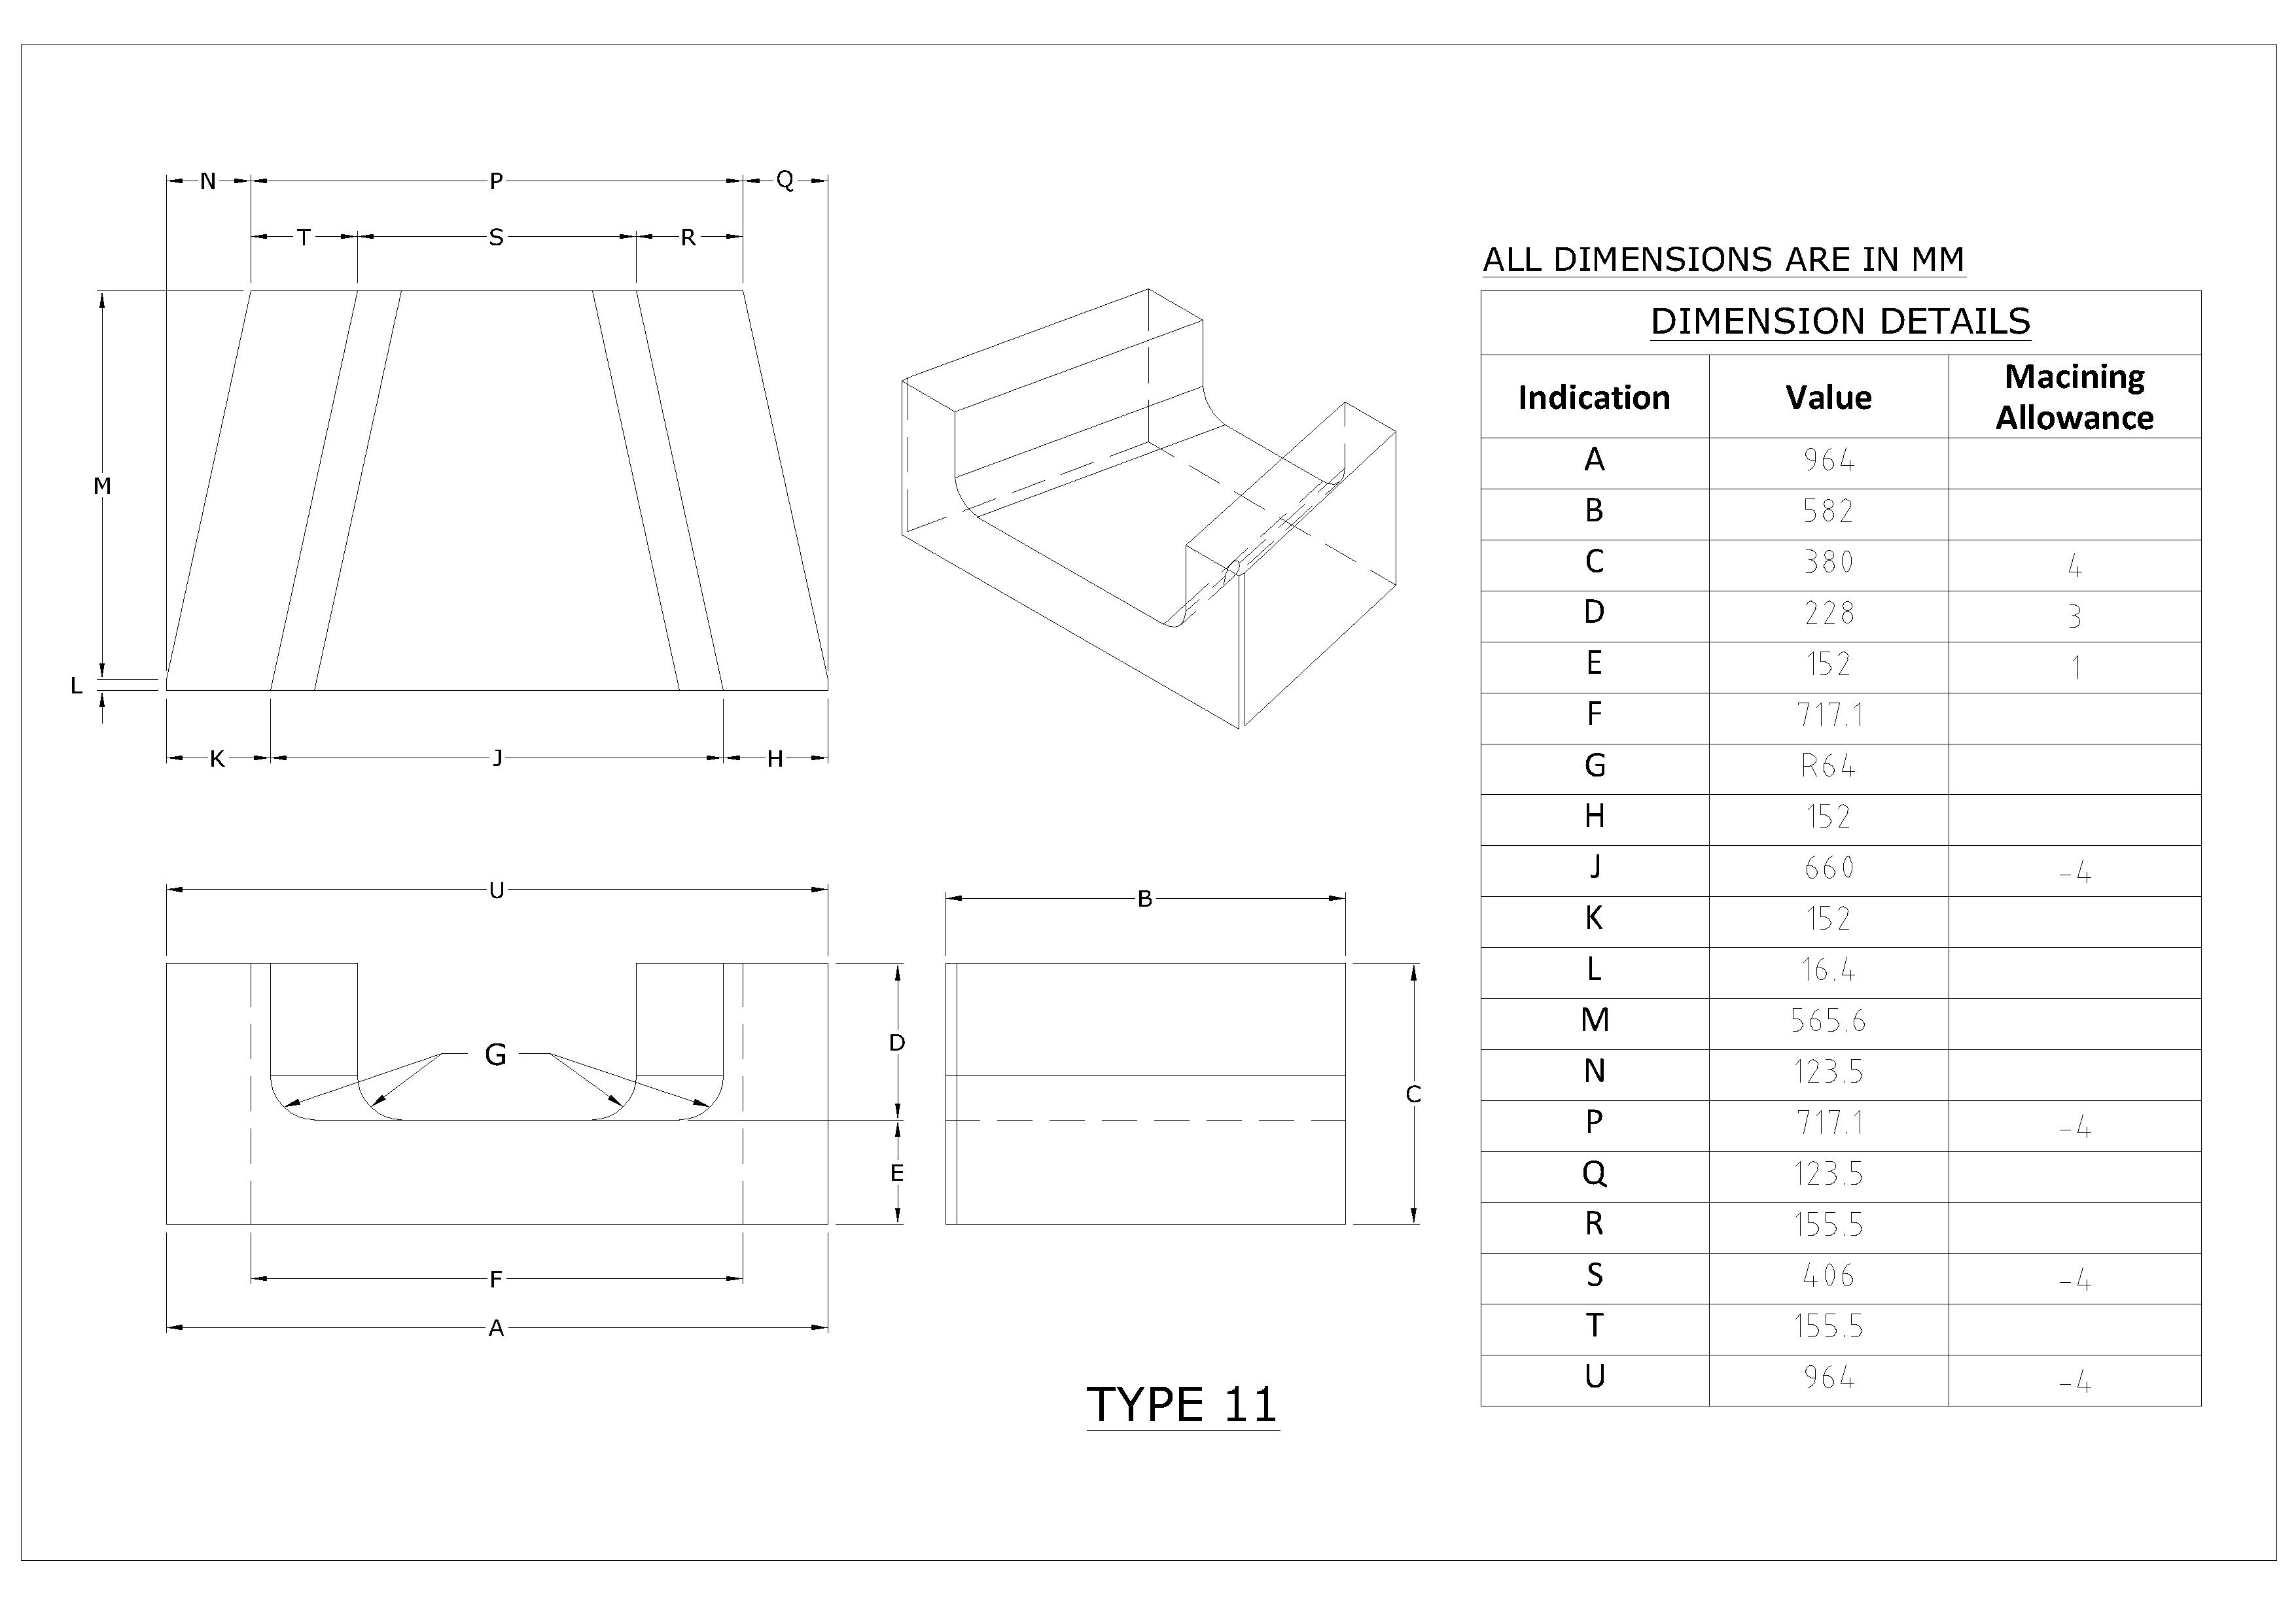 N P Q
T S R
ALL DIMENSIONS ARE IN MM
M
L
K J H
U
B
G
D
C
E
F
A
TYPE 11
DIMENSION DETAILS
Indication Value Macining Allowance
A 964
B 582
C 380 4
D 228 3
E 152 1
F 717.1
G R64
H 152
J 660 -4
K 152
L 16.4
M 565.6
N 123.5
P 717.1 -4
Q 123.5
R 155.5
S 406 -4
T 155.5
U 964 -4